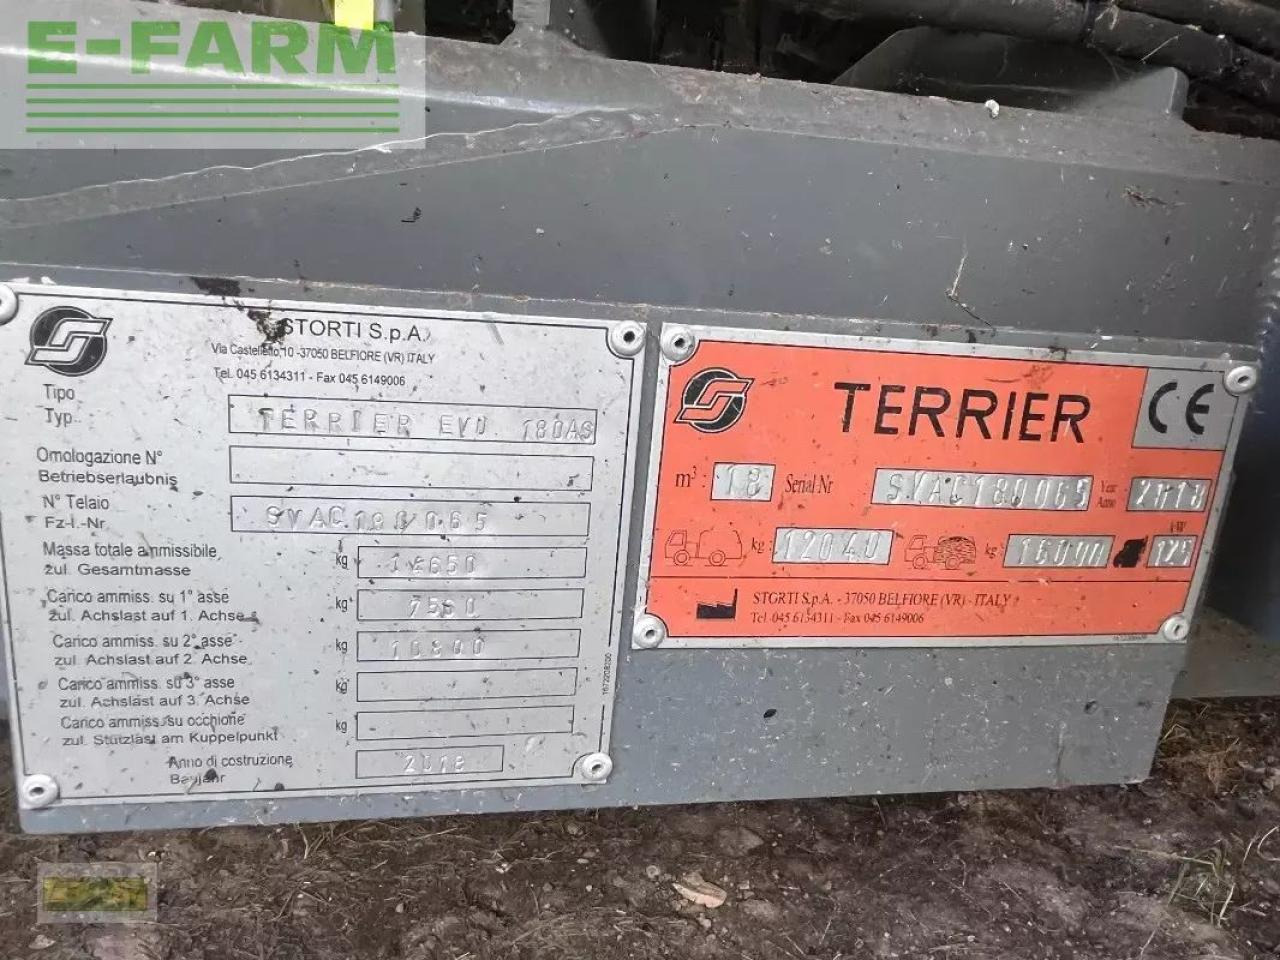 E-FARM
STORTI S.p.A.
Via Castelletto, 10 -37050 BELFIORE (VR) ITALY
Tel. 045 6134311 - Fax 045 6149006
Tipo
Typ.
TERRIER EVO 180AS
Omologazione N°
Betriebserlaubnis
N° Telaio
Fz-I.-Nr.
SVAC180065
Massa totale ammissibile
zul. Gesamtmasse
kg
Carico ammiss. su 1° asse
zul. Achslast auf 1. Achse
kg
Carico ammiss. su 2° asse
zul. Achslast auf 2. Achse
kg
Carico ammiss. su 3° asse
zul. Achslast auf 3. Achse
kg
Carico ammiss. su occhione
zul. Stützlast am Kuppelpunkt
kg
Anno di costruzione
Baujahr
2018
1672208200
TERRIER
CE
m³ : 18 Serial Nr SVAC180065 Year Anno 2018
kg : 12040 kg : kW
STORTI S.p.A. - 37050 BELFIORE (VR) - ITALY
Tel. 045 6134311 - Fax 045 6149006